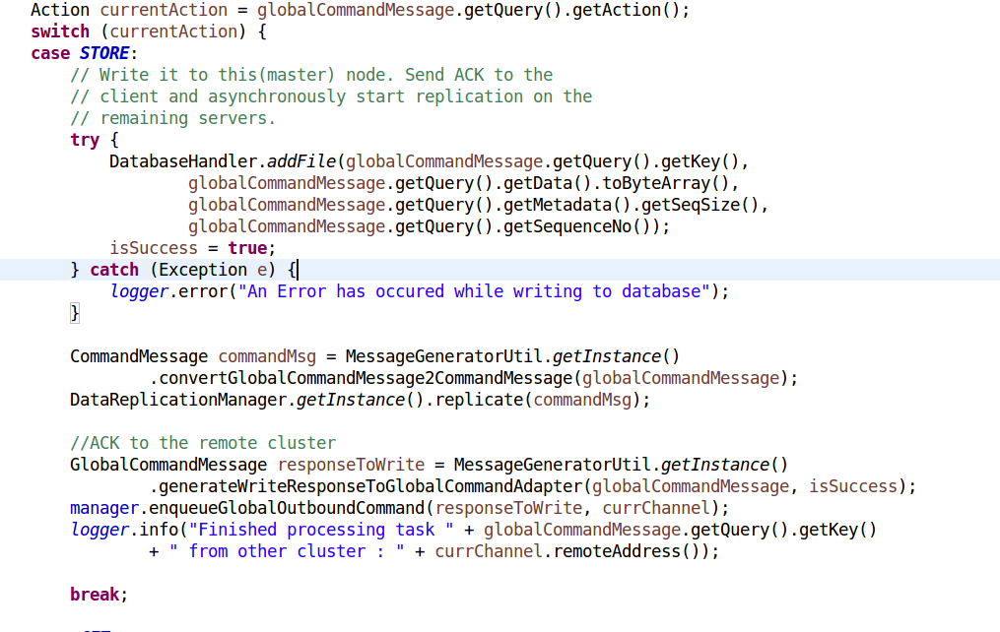 Action currentAction = globalCommandMessage.getQuery().getAction();
switch (currentAction) {
case STORE:
// Write it to this(master) node. Send ACK to the
// client and asynchronously start replication on the
// remaining servers.
try {
DatabaseHandler.addFile(globalCommandMessage.getQuery().getKey(),
globalCommandMessage.getQuery().getData().toByteArray(),
globalCommandMessage.getQuery().getMetadata().getSeqSize(),
globalCommandMessage.getQuery().getSequenceNo());
isSuccess = true;
} catch (Exception e) {
logger.error("An Error has occured while writing to database");
}
CommandMessage commandMsg = MessageGeneratorUtil.getInstance()
.convertGlobalCommandMessage2CommandMessage(globalCommandMessage);
DataReplicationManager.getInstance().replicate(commandMsg);
//ACK to the remote cluster
GlobalCommandMessage responseToWrite = MessageGeneratorUtil.getInstance()
.generateWriteResponseToGlobalCommandAdapter(globalCommandMessage, isSuccess);
manager.enqueueGlobalOutboundCommand(responseToWrite, currChannel);
logger.info("Finished processing task " + globalCommandMessage.getQuery().getKey()
+ " from other cluster : " + currChannel.remoteAddress());
break;